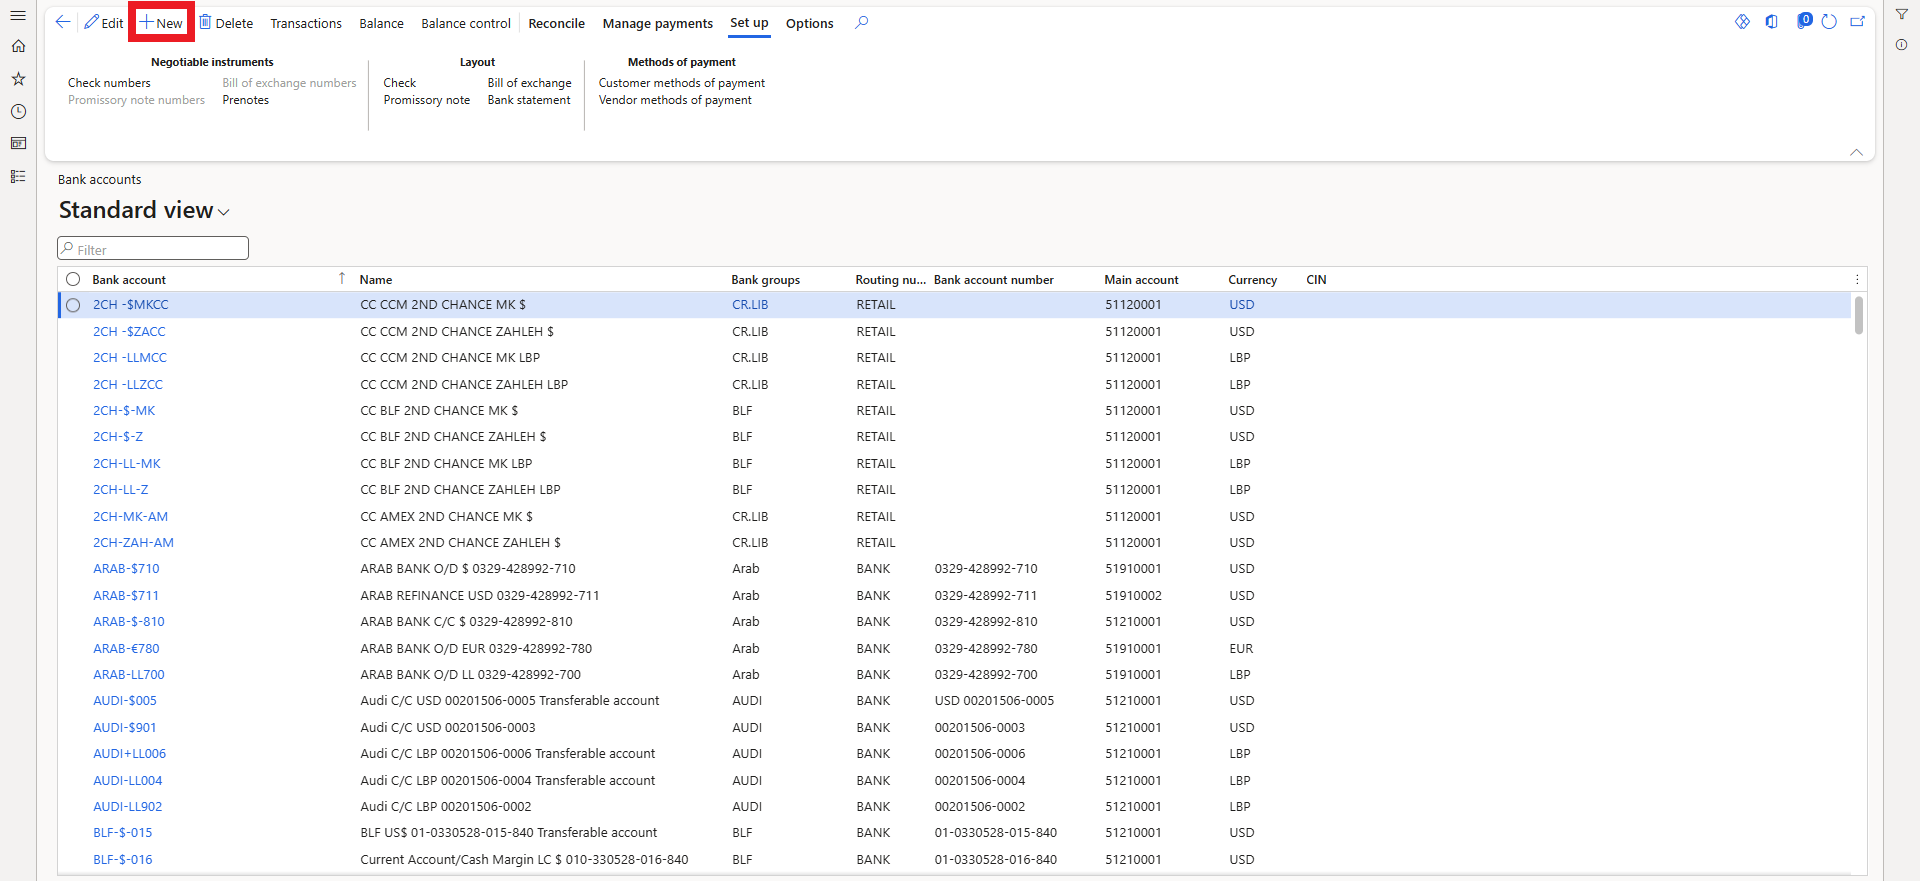 Edit New Delete Transactions Balance Balance control Reconcile Manage payments Set up Options 0
Negotiable instruments Layout Methods of payment
Check numbers Bill of exchange numbers Check Bill of exchange Customer methods of payment
Promissory note numbers Prenotes Promissory note Bank statement Vendor methods of payment
Bank accounts
Standard view
Filter
Bank account Name Bank groups Routing nu... Bank account number Main account Currency CIN
2CH -$MKCC CC CCM 2ND CHANCE MK $ CR.LIB RETAIL 51120001 USD
2CH -$ZACC CC CCM 2ND CHANCE ZAHLEH $ CR.LIB RETAIL 51120001 USD
2CH -LLMCC CC CCM 2ND CHANCE MK LBP CR.LIB RETAIL 51120001 LBP
2CH -LLZCC CC CCM 2ND CHANCE ZAHLEH LBP CR.LIB RETAIL 51120001 LBP
2CH-$-MK CC BLF 2ND CHANCE MK $ BLF RETAIL 51120001 USD
2CH-$-Z CC BLF 2ND CHANCE ZAHLEH $ BLF RETAIL 51120001 USD
2CH-LL-MK CC BLF 2ND CHANCE MK LBP BLF RETAIL 51120001 LBP
2CH-LL-Z CC BLF 2ND CHANCE ZAHLEH LBP BLF RETAIL 51120001 LBP
2CH-MK-AM CC AMEX 2ND CHANCE MK $ CR.LIB RETAIL 51120001 USD
2CH-ZAH-AM CC AMEX 2ND CHANCE ZAHLEH $ CR.LIB RETAIL 51120001 USD
ARAB-$710 ARAB BANK O/D $ 0329-428992-710 Arab BANK 0329-428992-710 51910001 USD
ARAB-$711 ARAB REFINANCE USD 0329-428992-711 Arab BANK 0329-428992-711 51910002 USD
ARAB-$-810 ARAB BANK C/C $ 0329-428992-810 Arab BANK 0329-428992-810 51210001 USD
ARAB-€780 ARAB BANK O/D EUR 0329-428992-780 Arab BANK 0329-428992-780 51910001 EUR
ARAB-LL700 ARAB BANK O/D LL 0329-428992-700 Arab BANK 0329-428992-700 51910001 LBP
AUDI-$005 Audi C/C USD 00201506-0005 Transferable account AUDI BANK USD 00201506-0005 51210001 USD
AUDI-$901 Audi C/C USD 00201506-0003 AUDI BANK 00201506-0003 51210001 USD
AUDI+LL006 Audi C/C LBP 00201506-0006 Transferable account AUDI BANK 00201506-0006 51210001 LBP
AUDI-LL004 Audi C/C LBP 00201506-0004 Transferable account AUDI BANK 00201506-0004 51210001 LBP
AUDI-LL902 Audi C/C LBP 00201506-0002 AUDI BANK 00201506-0002 51210001 LBP
BLF-$-015 BLF US$ 01-0330528-015-840 Transferable account BLF BANK 01-0330528-015-840 51210001 USD
BLF-$-016 Current Account/Cash Margin LC $ 010-330528-016-840 BLF BANK 01-0330528-016-840 51210001 USD